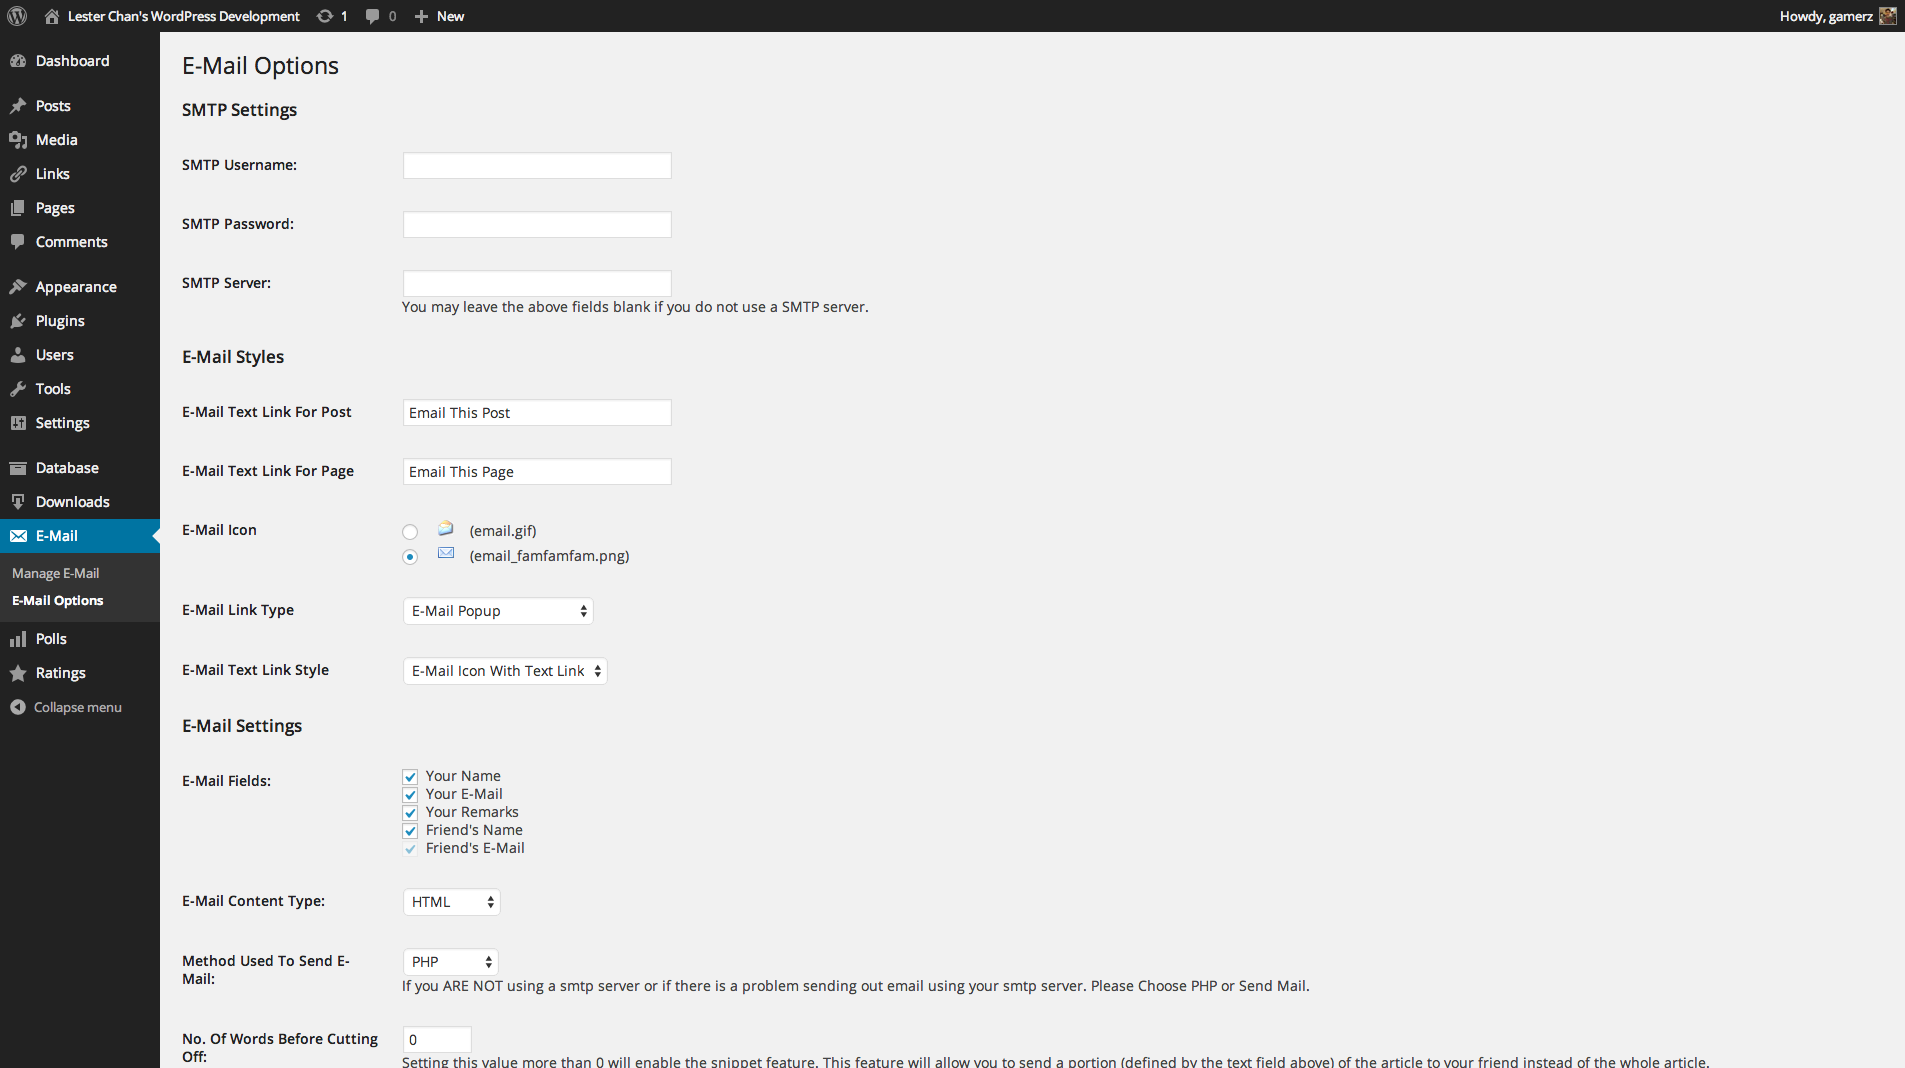 Lester Chan's WordPress Development 1 0 New Howdy, gamerz
Dashboard
Posts
Media
Links
Pages
Comments
Appearance
Plugins
Users
Tools
Settings
Database
Downloads
E-Mail
Manage E-Mail
E-Mail Options
Polls
Ratings
Collapse menu
E-Mail Options
SMTP Settings
SMTP Username:
SMTP Password:
SMTP Server:
You may leave the above fields blank if you do not use a SMTP server.
E-Mail Styles
E-Mail Text Link For Post Email This Post
E-Mail Text Link For Page Email This Page
E-Mail Icon (email.gif)
(email_famfamfam.png)
E-Mail Link Type E-Mail Popup
E-Mail Text Link Style E-Mail Icon With Text Link
E-Mail Settings
E-Mail Fields: Your Name
Your E-Mail
Your Remarks
Friend's Name
Friend's E-Mail
E-Mail Content Type: HTML
Method Used To Send E-
Mail:
PHP
If you ARE NOT using a smtp server or if there is a problem sending out email using your smtp server. Please Choose PHP or Send Mail.
No. Of Words Before Cutting
Off:
0
Setting this value more than 0 will enable the snippet feature. This feature will allow you to send a portion (defined by the text field above) of the article to your friend instead of the whole article.